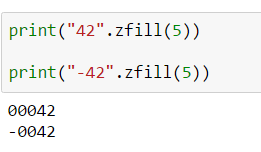 print("42".zfill(5))
print("-42".zfill(5))
00042
-0042